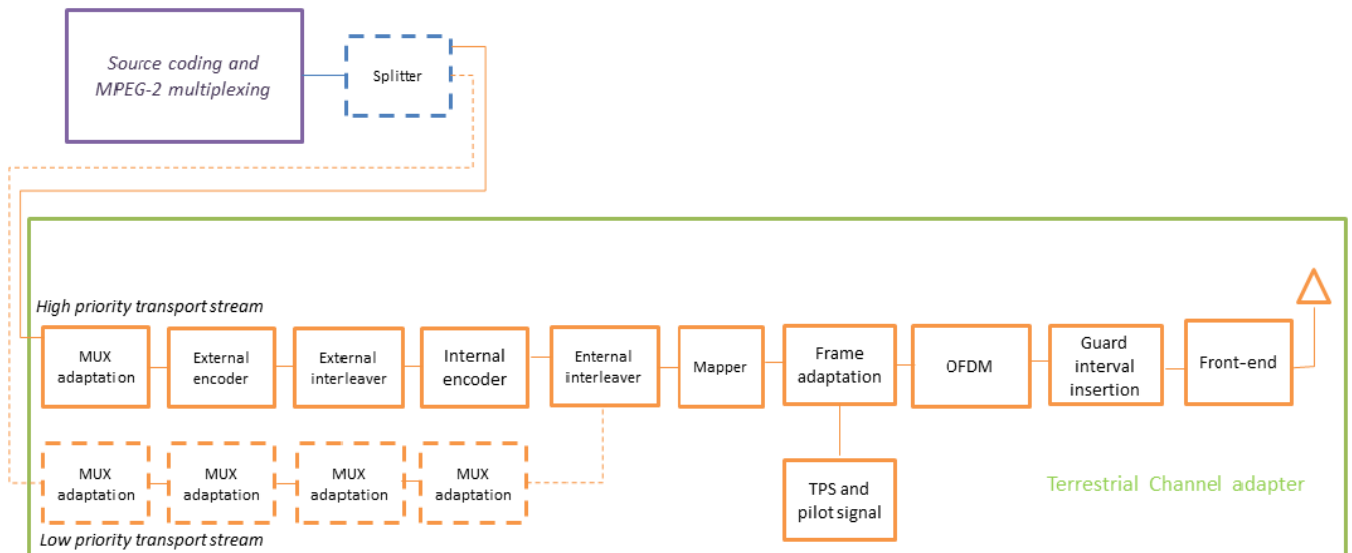 Source coding and
MPEG-2 multiplexing
Splitter
High priority transport stream
MUX
adaptation
External
encoder
External
interleaver
Internal
encoder
Enternal
interleaver
Mapper
Frame
adaptation
OFDM
Guard
interval
insertion
Front-end
MUX
adaptation
MUX
adaptation
MUX
adaptation
MUX
adaptation
TPS and
pilot signal
Terrestrial Channel adapter
Low priority transport stream